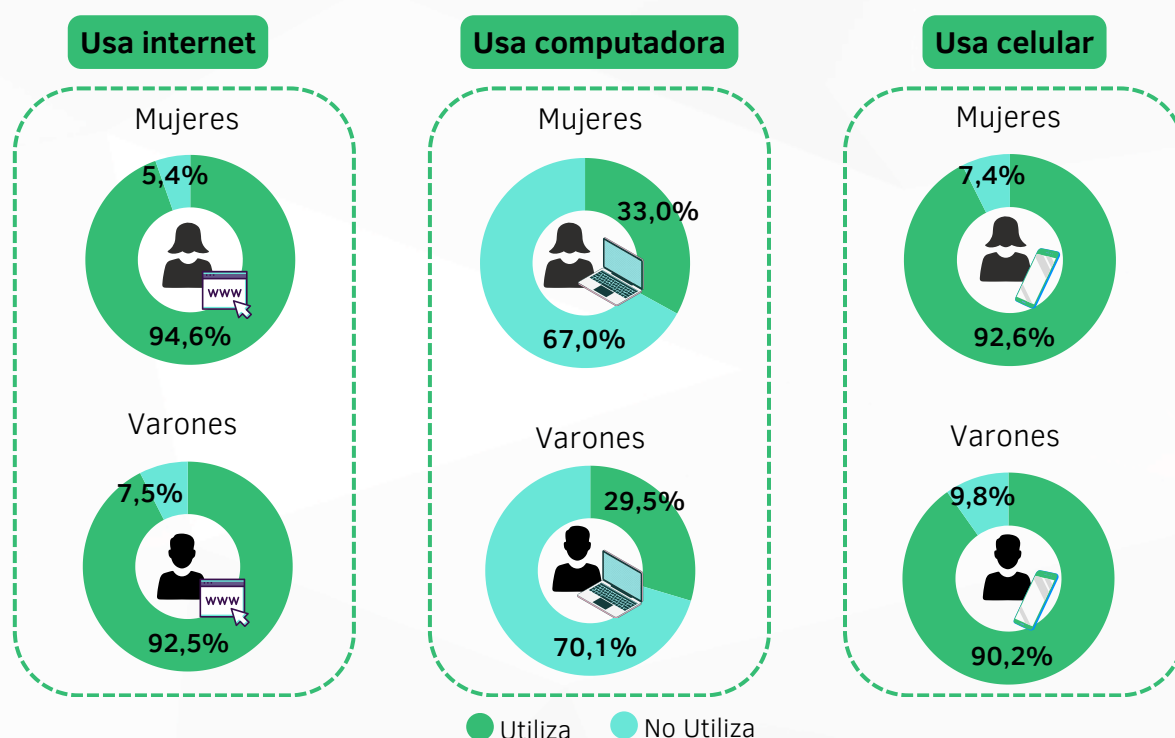 Usa internet
Mujeres
5,4%
www
94,6%
Varones
7,5%
www
92,5%
Usa computadora
Mujeres
33,0%
67,0%
Varones
29,5%
70,1%
Usa celular
Mujeres
7,4%
92,6%
Varones
9,8%
90,2%
Utiliza
No Utiliza